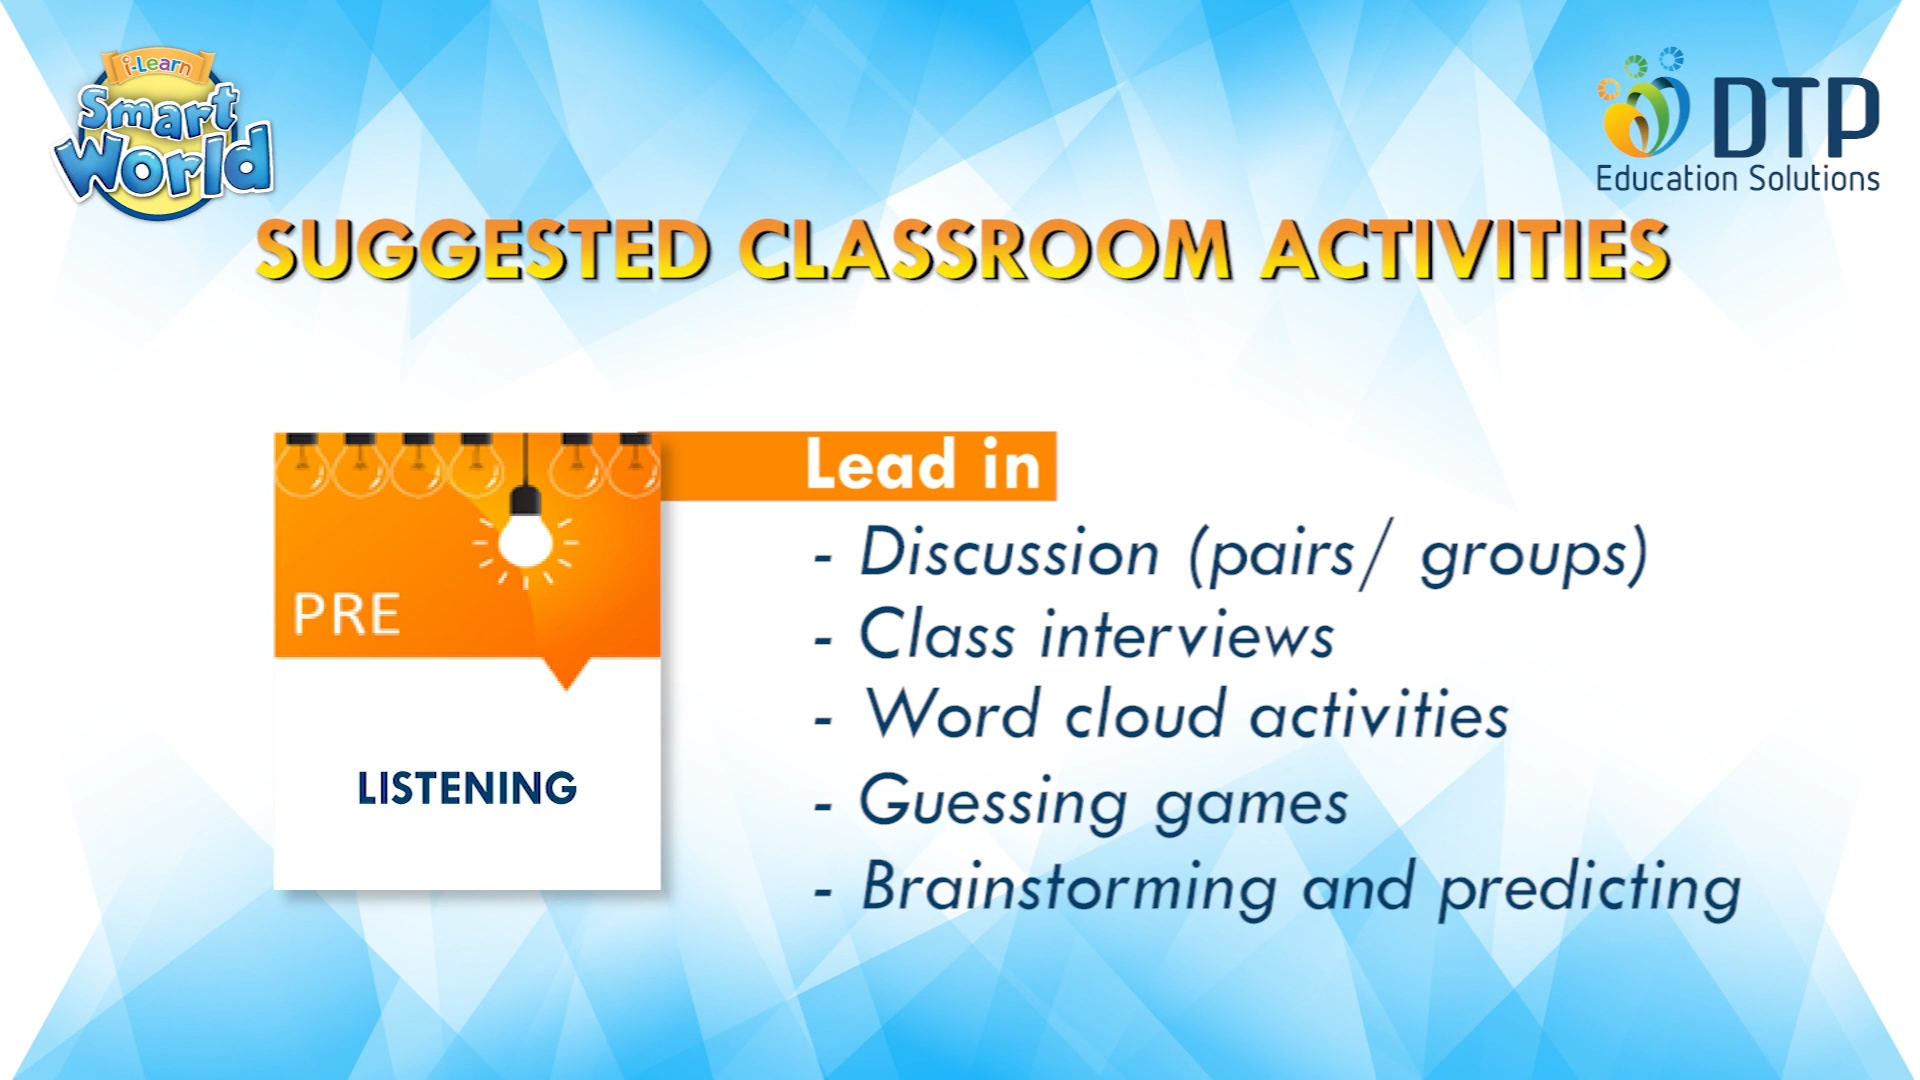 i-Learn
Smart
World
DTP
Education Solutions
SUGGESTED CLASSROOM ACTIVITIES
PRE
LISTENING
Lead in
- Discussion (pairs/ groups)
- Class interviews
- Word cloud activities
- Guessing games
- Brainstorming and predicting